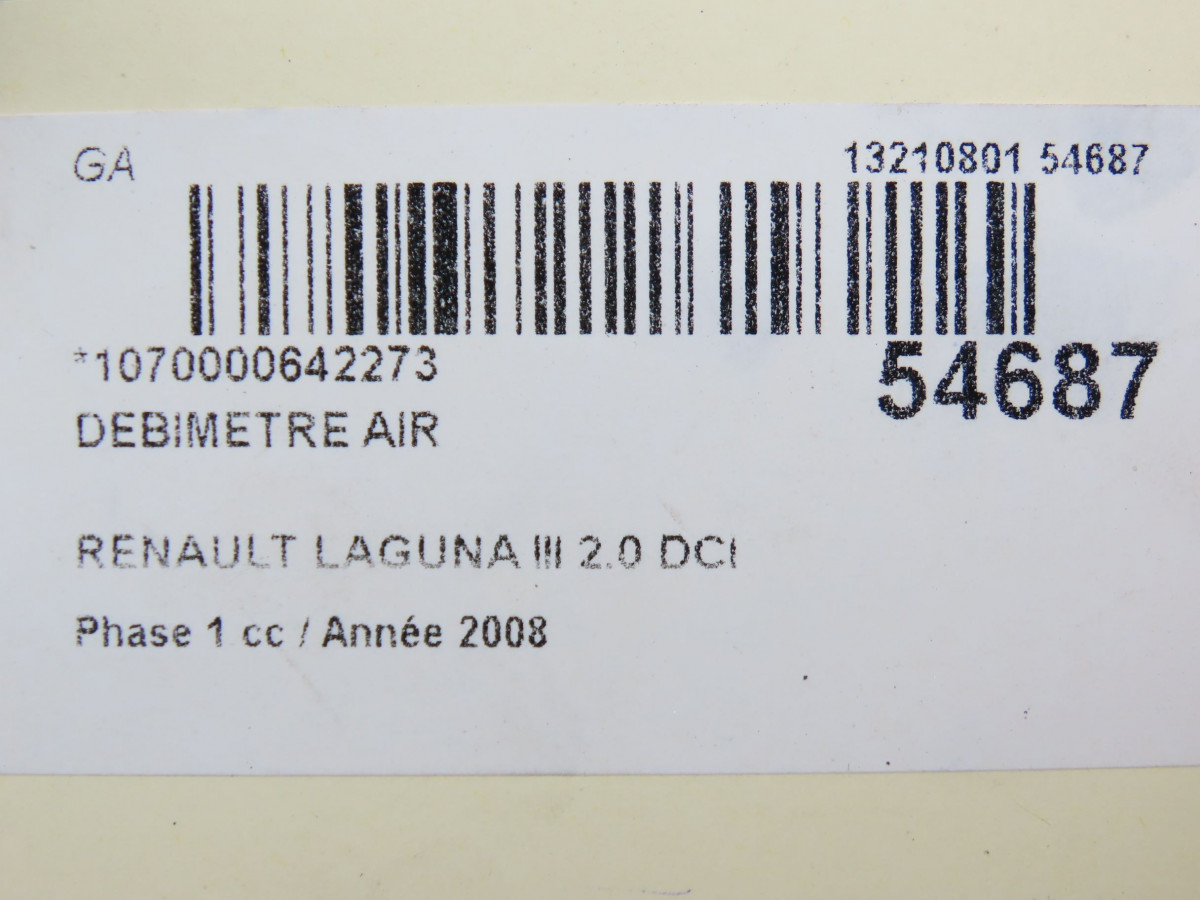 GA
13210801 54687
*1070000642273
54687
DEBIMETRE AIR
RENAULT LAGUNA III 2.0 DCI
Phase 1 cc / Année 2008